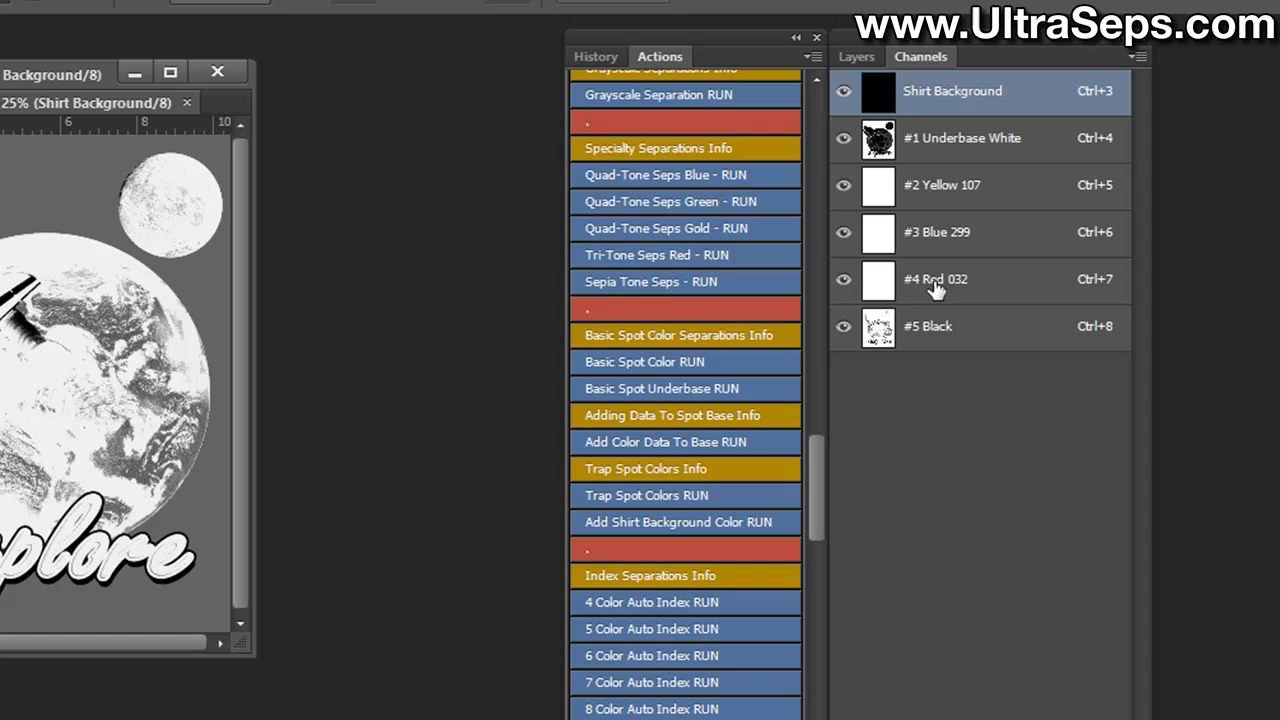 www.UltraSeps.com
Background/8)
25% (Shirt Background/8)
6 8 10
plore
History Actions
Grayscale Separations Info
Grayscale Separation RUN
.
Specialty Separations Info
Quad-Tone Seps Blue - RUN
Quad-Tone Seps Green - RUN
Quad-Tone Seps Gold - RUN
Tri-Tone Seps Red - RUN
Sepia Tone Seps - RUN
.
Basic Spot Color Separations Info
Basic Spot Color RUN
Basic Spot Underbase RUN
Adding Data To Spot Base Info
Add Color Data To Base RUN
Trap Spot Colors Info
Trap Spot Colors RUN
Add Shirt Background Color RUN
.
Index Separations Info
4 Color Auto Index RUN
5 Color Auto Index RUN
6 Color Auto Index RUN
7 Color Auto Index RUN
8 Color Auto Index RUN
Layers Channels
Shirt Background Ctrl+3
#1 Underbase White Ctrl+4
#2 Yellow 107 Ctrl+5
#3 Blue 299 Ctrl+6
#4 Red 032 Ctrl+7
#5 Black Ctrl+8